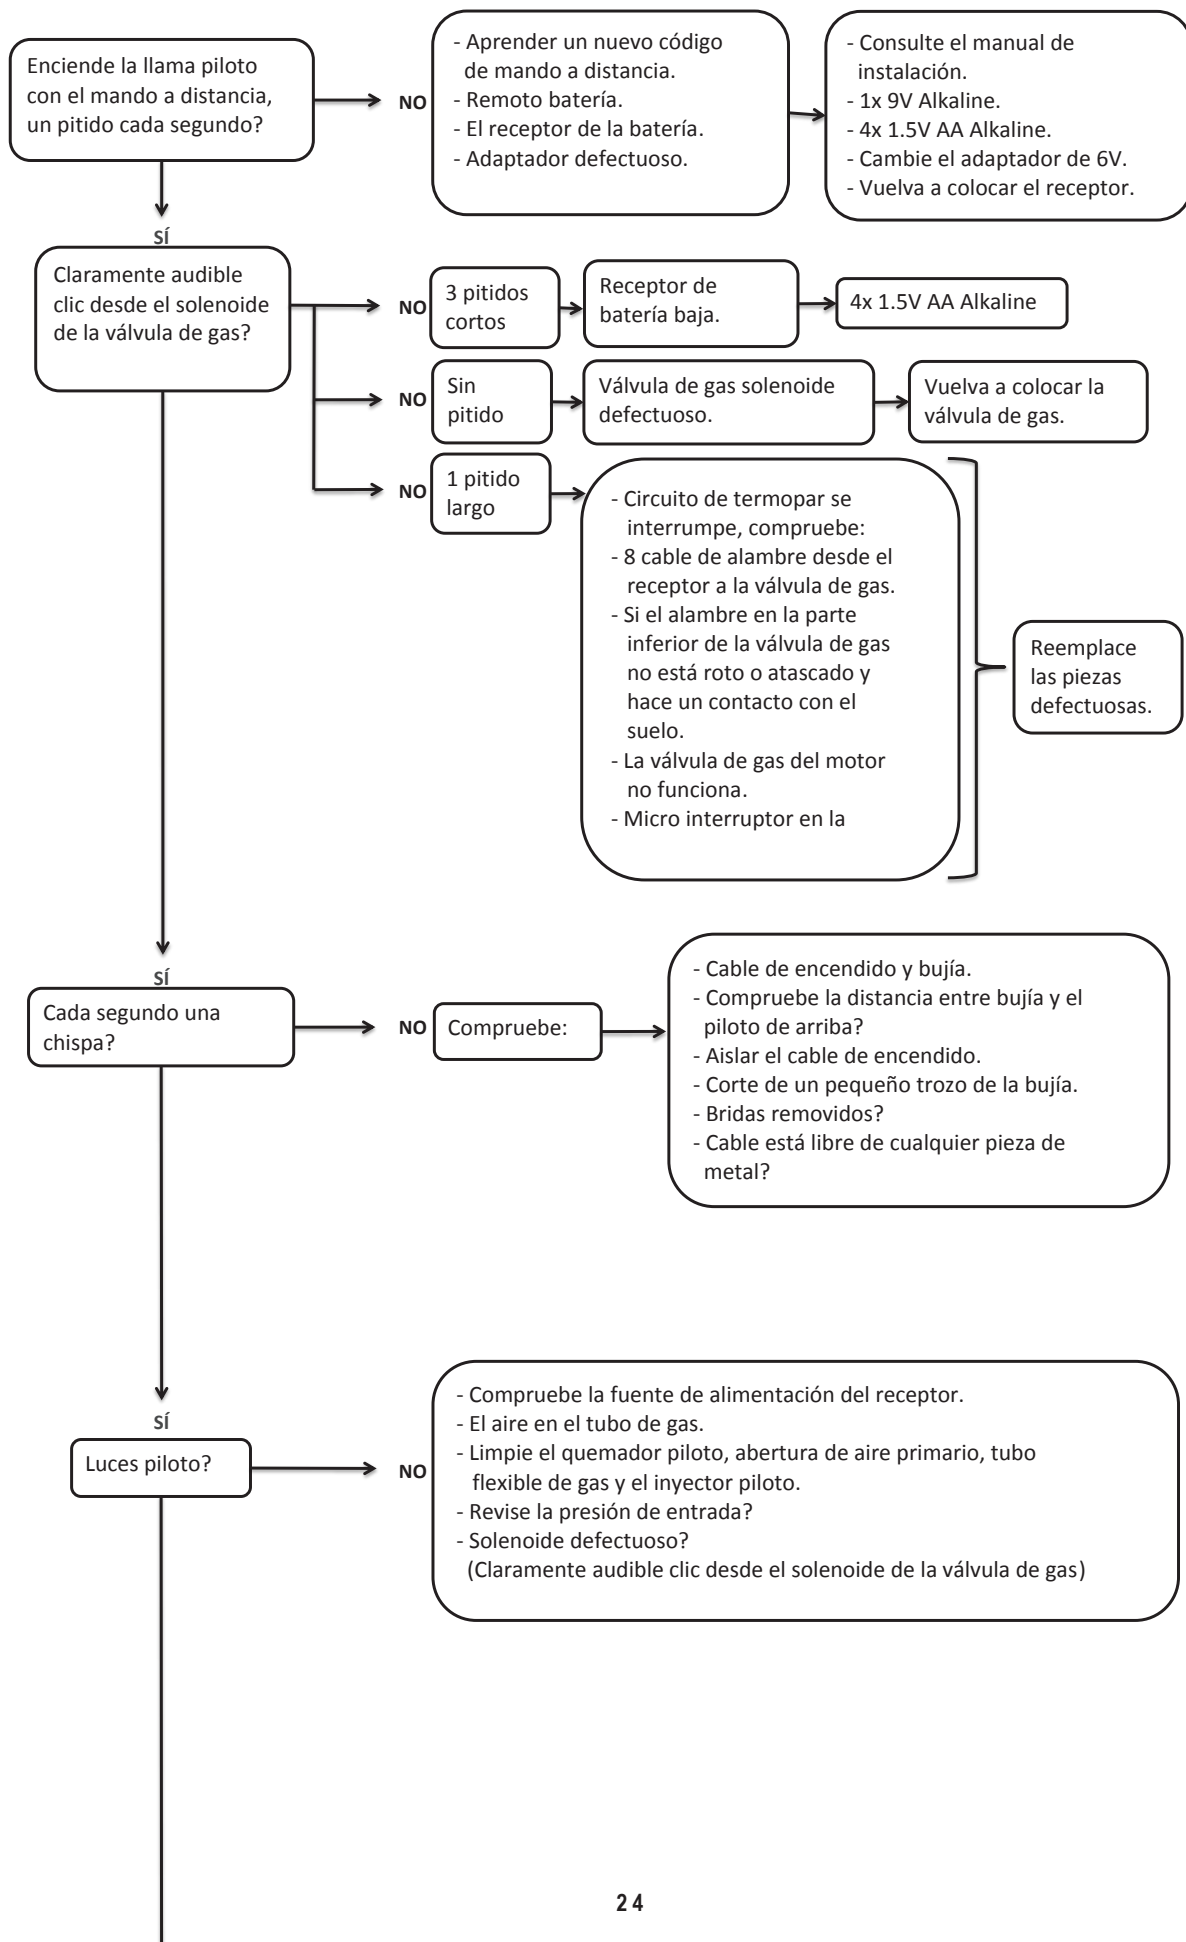 Enciende la llama piloto
con el mando a distancia,
un pitido cada segundo?
NO
- Aprender un nuevo código
de mando a distancia.
- Remoto batería.
- El receptor de la batería.
- Adaptador defectuoso.
- Consulte el manual de
instalación.
- 1x 9V Alkaline.
- 4x 1.5V AA Alkaline.
- Cambie el adaptador de 6V.
- Vuelva a colocar el receptor.
SÍ
Claramente audible
clic desde el solenoide
de la válvula de gas?
NO
3 pitidos
cortos
Receptor de
batería baja.
4x 1.5V AA Alkaline
NO
Sin
pitido
Válvula de gas solenoide
defectuoso.
Vuelva a colocar la
válvula de gas.
NO
1 pitido
largo
- Circuito de termopar se
interrumpe, compruebe:
- 8 cable de alambre desde el
receptor a la válvula de gas.
- Si el alambre en la parte
inferior de la válvula de gas
no está roto o atascado y
hace un contacto con el
suelo.
- La válvula de gas del motor
no funciona.
- Micro interruptor en la
Reemplace
las piezas
defectuosas.
SÍ
Cada segundo una
chispa?
NO
Compruebe:
- Cable de encendido y bujía.
- Compruebe la distancia entre bujía y el
piloto de arriba?
- Aislar el cable de encendido.
- Corte de un pequeño trozo de la bujía.
- Bridas removidos?
- Cable está libre de cualquier pieza de
metal?
SÍ
Luces piloto?
NO
- Compruebe la fuente de alimentación del receptor.
- El aire en el tubo de gas.
- Limpie el quemador piloto, abertura de aire primario, tubo
flexible de gas y el inyector piloto.
- Revise la presión de entrada?
- Solenoide defectuoso?
(Claramente audible clic desde el solenoide de la válvula de gas)
24